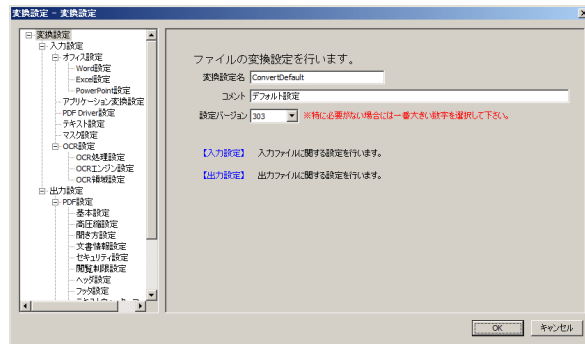 変換設定 - 変換設定
変換設定
入力設定
オフィス設定
Word設定
Excel設定
PowerPoint設定
アプリケーション変換設定
PDF Driver設定
テキスト設定
マスク設定
OCR設定
OCR処理設定
OCRエンジン設定
OCR領域設定
出力設定
PDF設定
基本設定
高圧縮設定
開き方設定
文書情報設定
セキュリティ設定
閲覧制限設定
ヘッダ設定
フッタ設定
ファイルの変換設定を行います。
変換設定名 ConvertDefault
コメント デフォルト設定
設定バージョン 303 ※特に必要がない場合には一番大きい数字を選択して下さい。
【入力設定】 入力ファイルに関する設定を行います。
【出力設定】 出力ファイルに関する設定を行います。
OK キャンセル